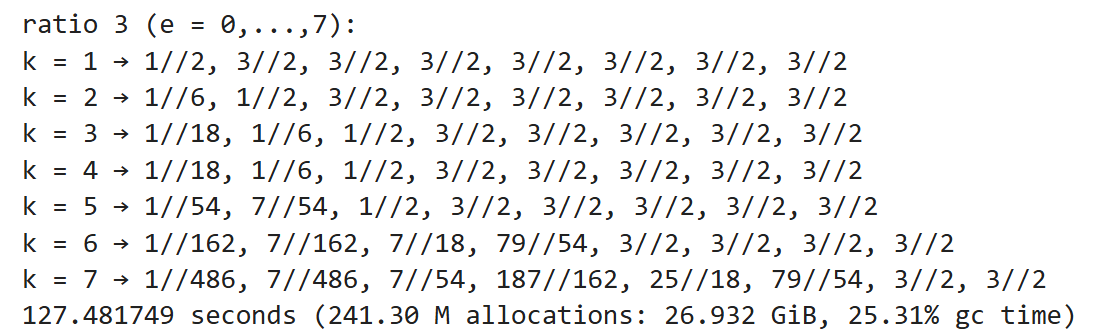 ratio 3 (e = 0,...,7):
k = 1 → 1//2, 3//2, 3//2, 3//2, 3//2, 3//2, 3//2, 3//2
k = 2 → 1//6, 1//2, 3//2, 3//2, 3//2, 3//2, 3//2, 3//2
k = 3 → 1//18, 1//6, 1//2, 3//2, 3//2, 3//2, 3//2, 3//2
k = 4 → 1//18, 1//6, 1//2, 3//2, 3//2, 3//2, 3//2, 3//2
k = 5 → 1//54, 7//54, 1//2, 3//2, 3//2, 3//2, 3//2, 3//2
k = 6 → 1//162, 7//162, 7//18, 79//54, 3//2, 3//2, 3//2, 3//2
k = 7 → 1//486, 7//486, 7//54, 187//162, 25//18, 79//54, 3//2, 3//2
127.481749 seconds (241.30 M allocations: 26.932 GiB, 25.31% gc time)